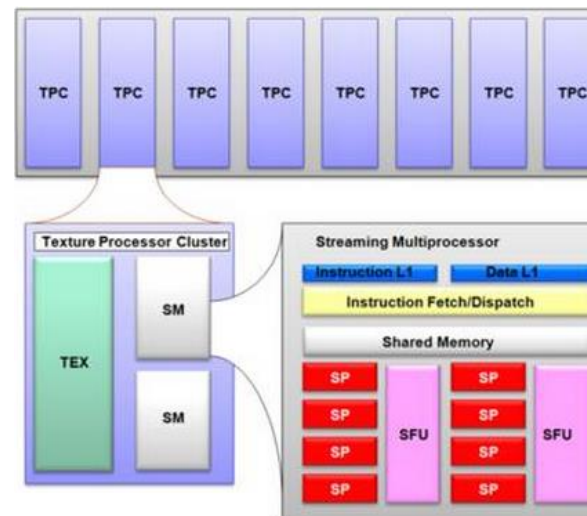 TPC TPC TPC TPC TPC TPC TPC TPC
Texture Processor Cluster
TEX
SM
SM
Streaming Multiprocessor
Instruction L1 Data L1
Instruction Fetch/Dispatch
Shared Memory
SP SP
SP SP
SFU SFU
SP SP
SP SP